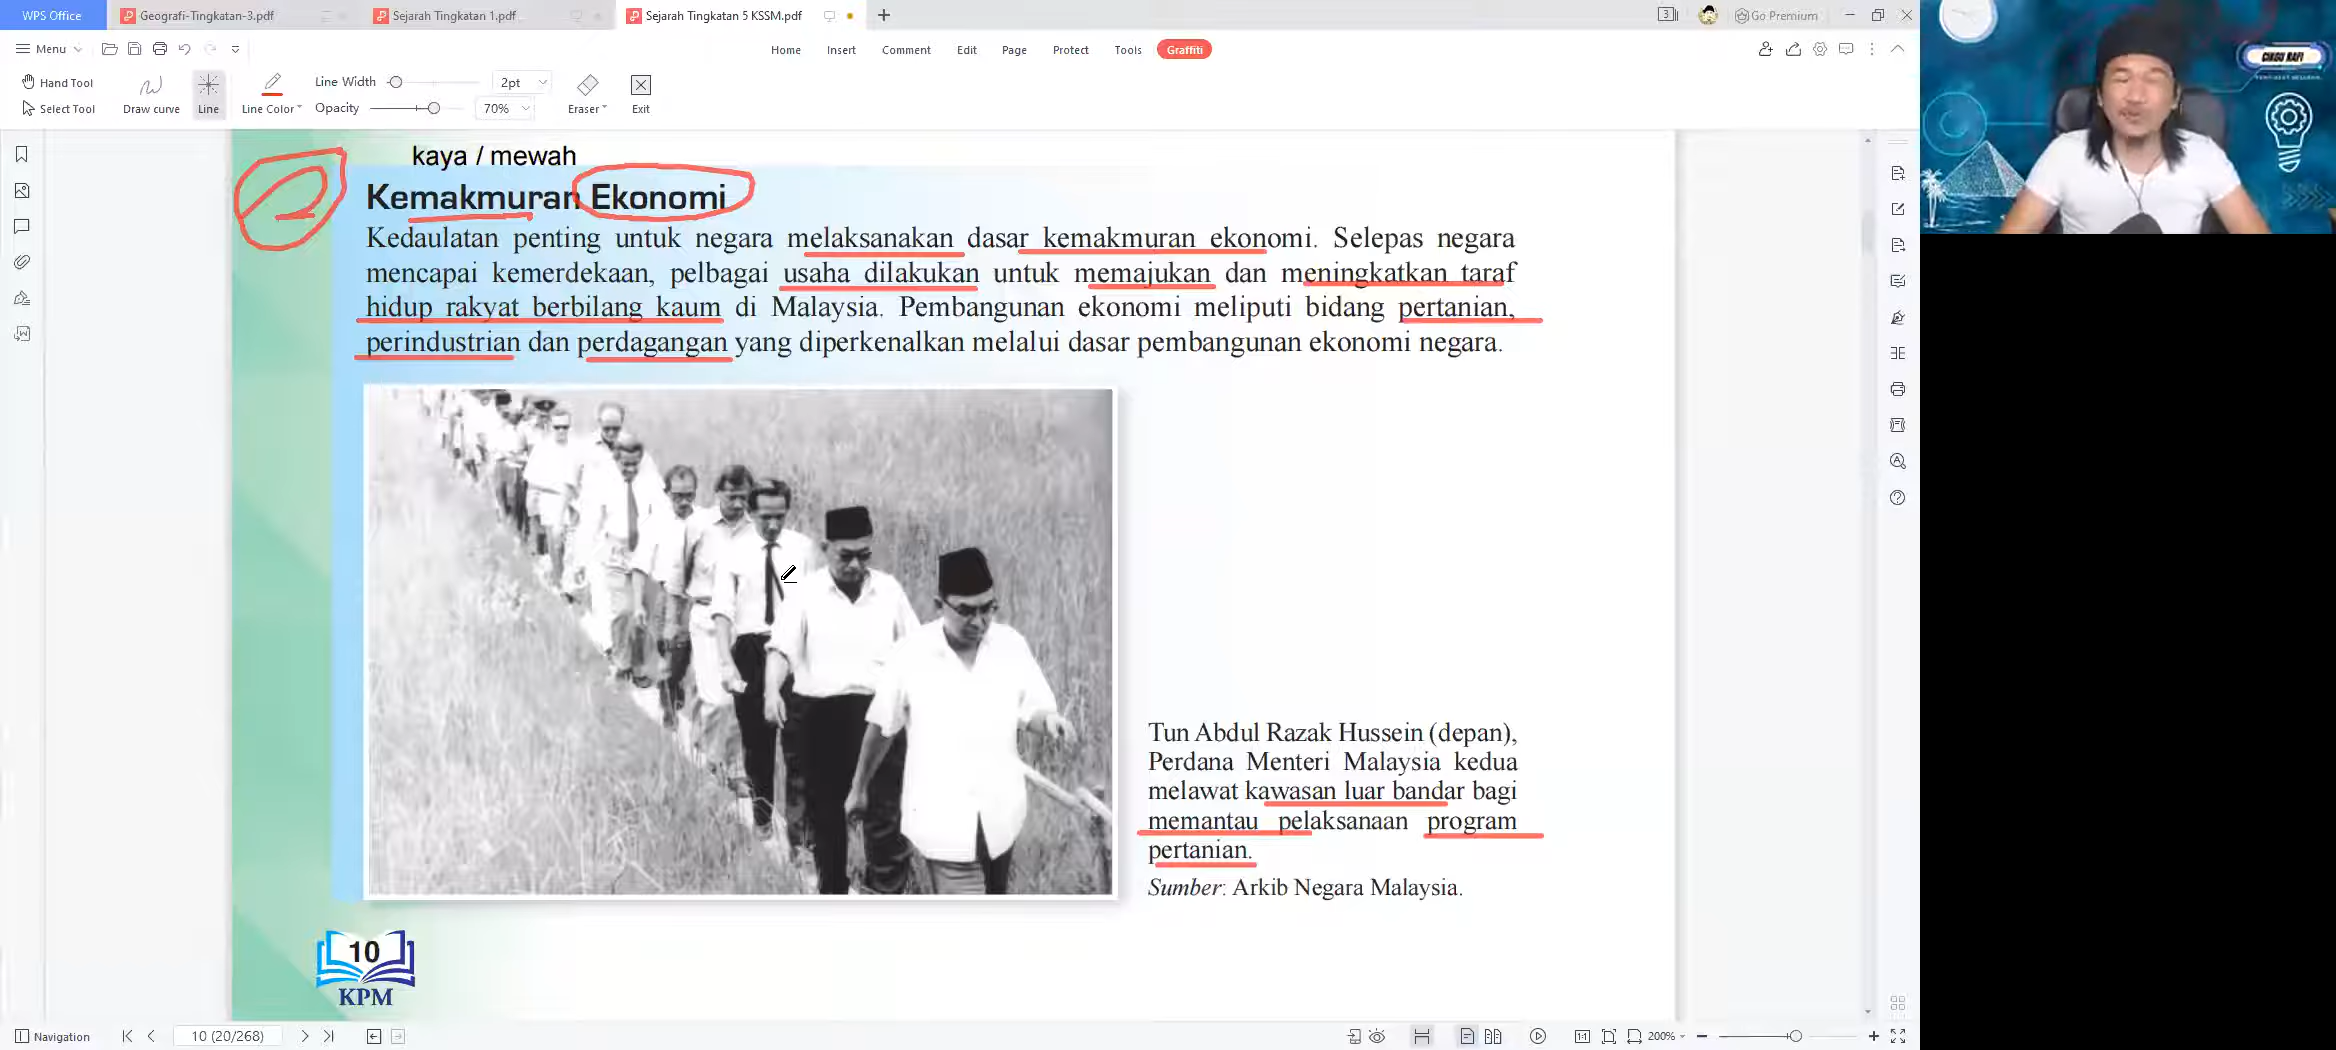 WPS Office
Geografi-Tingkatan-3.pdf
Sejarah Tingkatan 1.pdf
Sejarah Tingkatan 5 KSSM.pdf
3
Go Premium
Menu
Home
Insert
Comment
Edit
Page
Protect
Tools
Graffiti
Hand Tool
Select Tool
Draw curve
Line
Line Color
Line Width
2pt
Opacity
70%
Eraser
Exit
CIKGU RAFI
kaya / mewah
Kemakmuran Ekonomi
Kedaulatan penting untuk negara melaksanakan dasar kemakmuran ekonomi. Selepas negara
mencapai kemerdekaan, pelbagai usaha dilakukan untuk memajukan dan meningkatkan taraf
hidup rakyat berbilang kaum di Malaysia. Pembangunan ekonomi meliputi bidang pertanian,
perindustrian dan perdagangan yang diperkenalkan melalui dasar pembangunan ekonomi negara.
Tun Abdul Razak Hussein (depan),
Perdana Menteri Malaysia kedua
melawat kawasan luar bandar bagi
memantau pelaksanaan program
pertanian.
Sumber: Arkib Negara Malaysia.
10
KPM
Navigation
10 (20/268)
1:1
200%